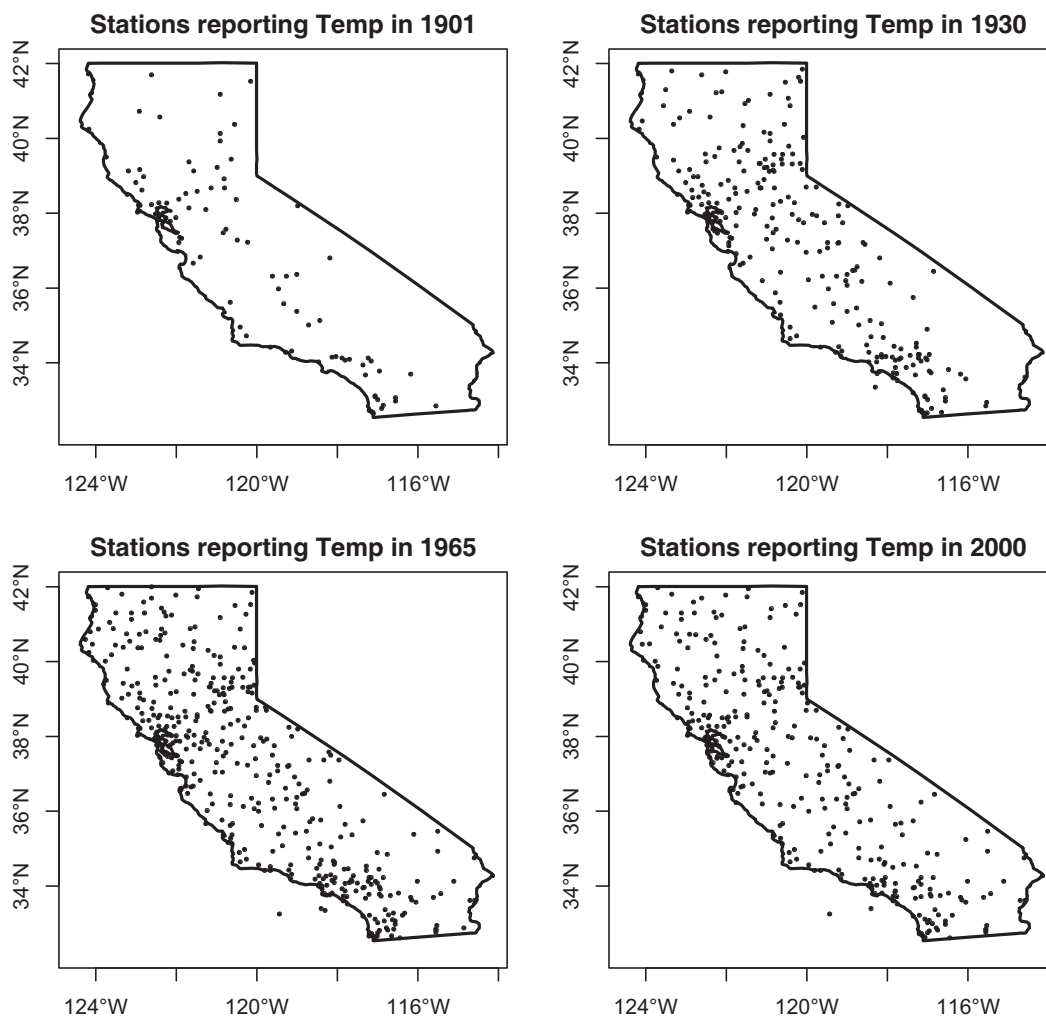 Stations reporting Temp in 1901
42°N
40°N
38°N
36°N
34°N
124°W
120°W
116°W
Stations reporting Temp in 1930
42°N
40°N
38°N
36°N
34°N
124°W
120°W
116°W
Stations reporting Temp in 1965
42°N
40°N
38°N
36°N
34°N
124°W
120°W
116°W
Stations reporting Temp in 2000
42°N
40°N
38°N
36°N
34°N
124°W
120°W
116°W